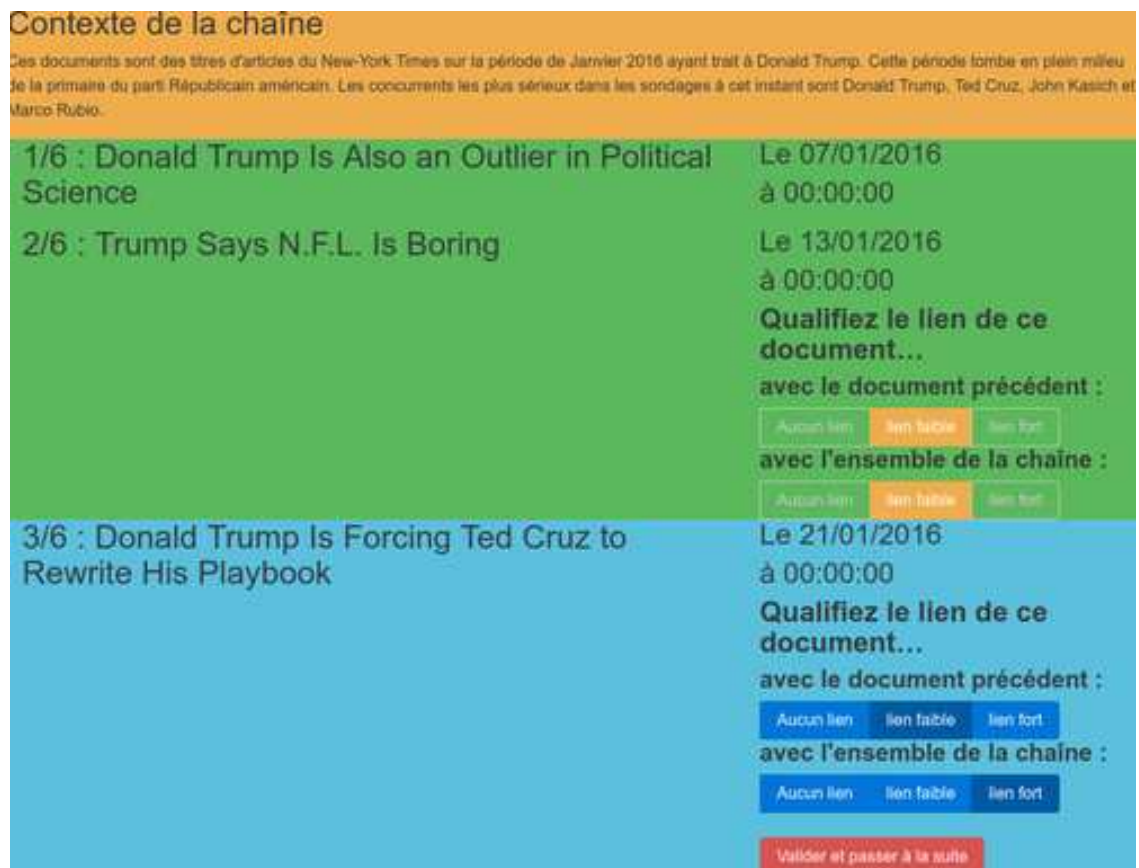 Contexte de la chaîne
Ces documents sont des titres d'articles du New-York Times sur la période de Janvier 2016 ayant trait à Donald Trump. Cette période tombe en plein milieu
de la primaire du parti Républicain américain. Les concurrents les plus sérieux dans les sondages à cet instant sont Donald Trump, Ted Cruz, John Kasich et
Marco Rubio.
1/6 : Donald Trump Is Also an Outlier in Political
Science
Le 07/01/2016
à 00:00:00
2/6 : Trump Says N.F.L. Is Boring
Le 13/01/2016
à 00:00:00
Qualifiez le lien de ce
document...
avec le document précédent :
Aucun lien lien faible lien fort
avec l'ensemble de la chaîne :
Aucun lien lien faible lien fort
3/6 : Donald Trump Is Forcing Ted Cruz to
Rewrite His Playbook
Le 21/01/2016
à 00:00:00
Qualifiez le lien de ce
document...
avec le document précédent :
Aucun lien lien faible lien fort
avec l'ensemble de la chaîne :
Aucun lien lien faible lien fort
Valider et passer à la suite